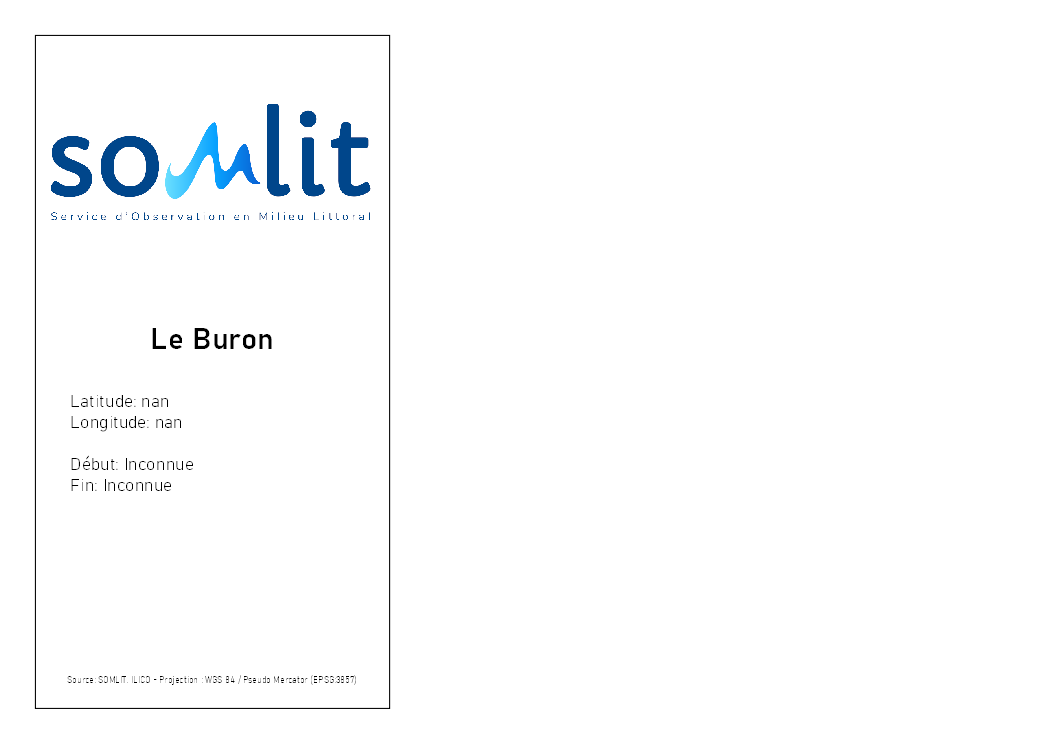 somlit
Service d'Observation en Milieu Littoral
Le Buron
Latitude: nan
Longitude: nan
Début: Inconnue
Fin: Inconnue
Source: SOMLIT, ILICO - Projection : WGS 84 / Pseudo Mercator (EPSG:3857)